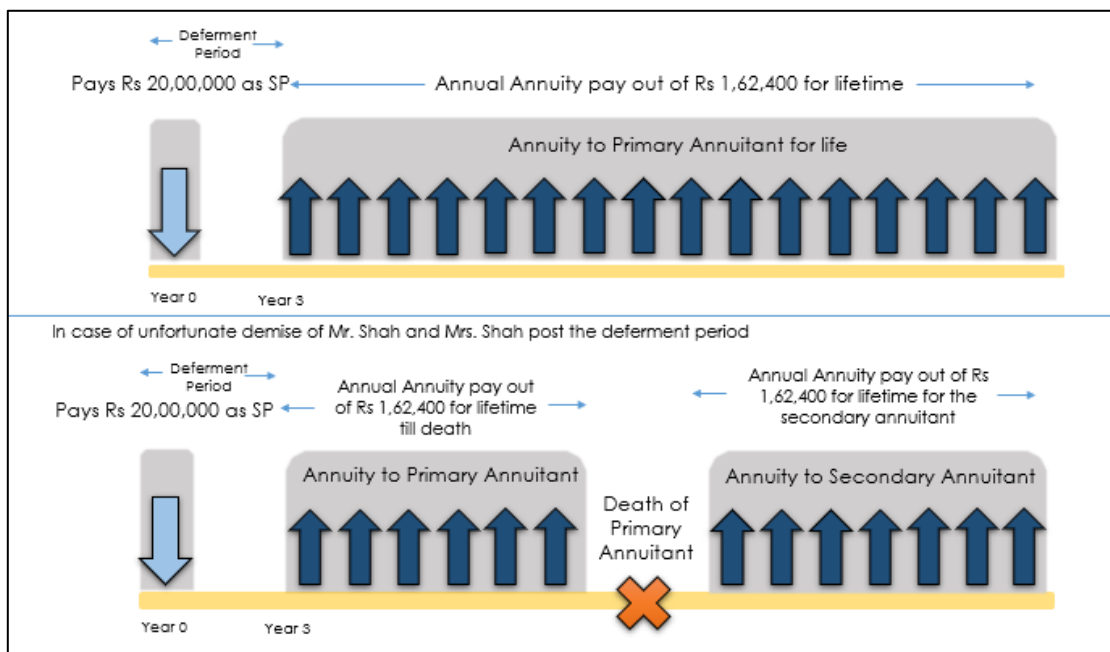 Deferment
Period
Pays Rs 20,00,000 as SP
Annual Annuity pay out of Rs 1,62,400 for lifetime
Annuity to Primary Annuitant for life
Year 0
Year 3
In case of unfortunate demise of Mr. Shah and Mrs. Shah post the deferment period
Deferment
Period
Pays Rs 20,00,000 as SP
Annual Annuity pay out
of Rs 1,62,400 for lifetime
till death
Annual Annuity pay out of Rs
1,62,400 for lifetime for the
secondary annuitant
Annuity to Primary Annuitant
Death of
Primary
Annuitant
Annuity to Secondary Annuitant
Year 0
Year 3